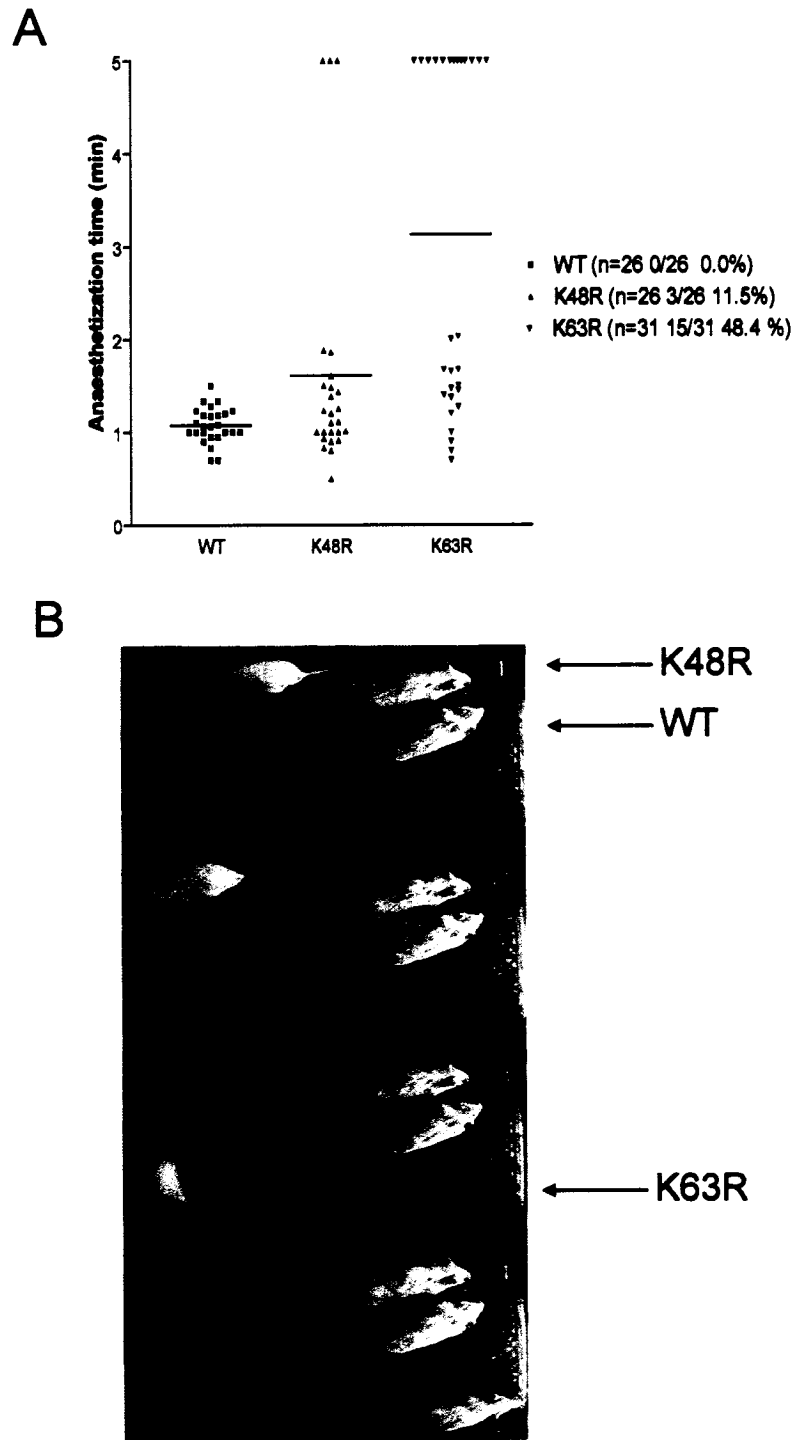 A
Anaesthetization time (min)
5
4
3
2
1
0
WT
K48R
K63R
WT (n=26 0/26 0.0%)
K48R (n=26 3/26 11.5%)
K63R (n=31 15/31 48.4 %)
B
K48R
WT
K63R